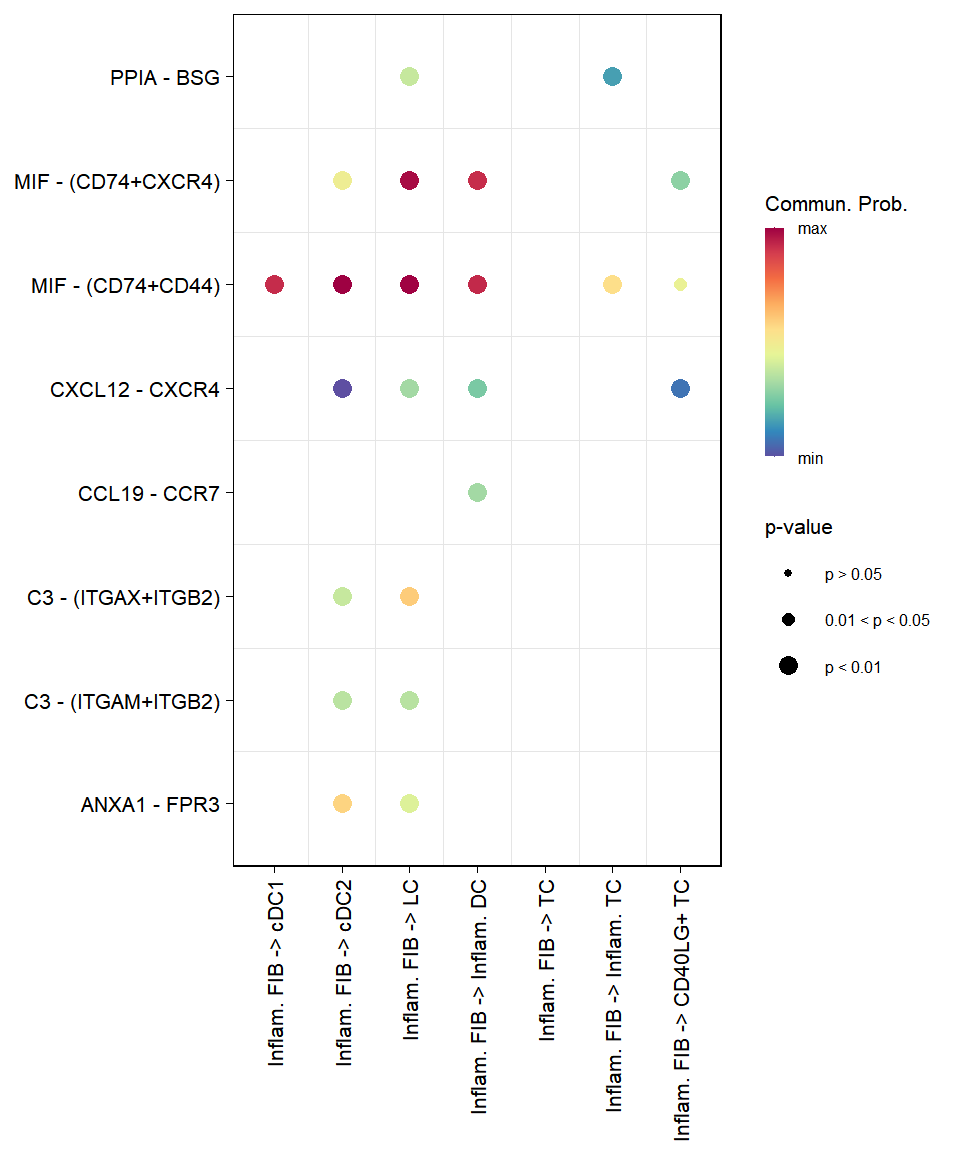 PPIA - BSG
MIF - (CD74+CXCR4)
MIF - (CD74+CD44)
CXCL12 - CXCR4
CCL19 - CCR7
C3 - (ITGAX+ITGB2)
C3 - (ITGAM+ITGB2)
ANXA1 - FPR3
Inflam. FIB -> cDC1
Inflam. FIB -> cDC2
Inflam. FIB -> LC
Inflam. FIB -> Inflam. DC
Inflam. FIB -> TC
Inflam. FIB -> Inflam. TC
Inflam. FIB -> CD40LG+ TC
Commun. Prob.
max
min
p-value
p > 0.05
0.01 < p < 0.05
p < 0.01